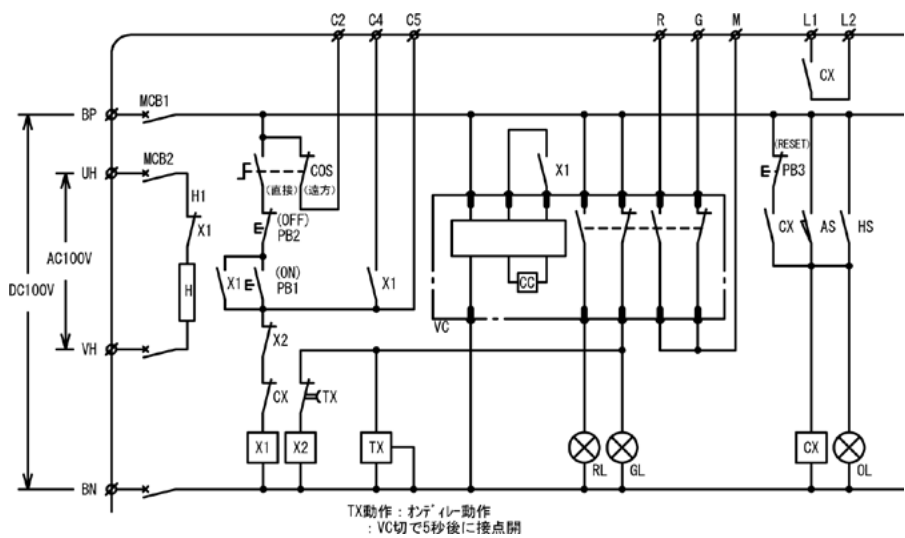 C2 C4 C5 R G M L1 L2
CX
BP MCB1
UH MCB2
COS
(直接) (遠方)
X1
(RESET)
PB3
H1
X1
(OFF)
PB2
CX AS HS
AC100V
DC100V
H
X1
(ON)
PB1
X1
CC
VC
VH
X2
CX
TX
X1 X2 TX
RL GL
CX OL
BN
TX動作：オンディレー動作
：VC切で5秒後に接点開